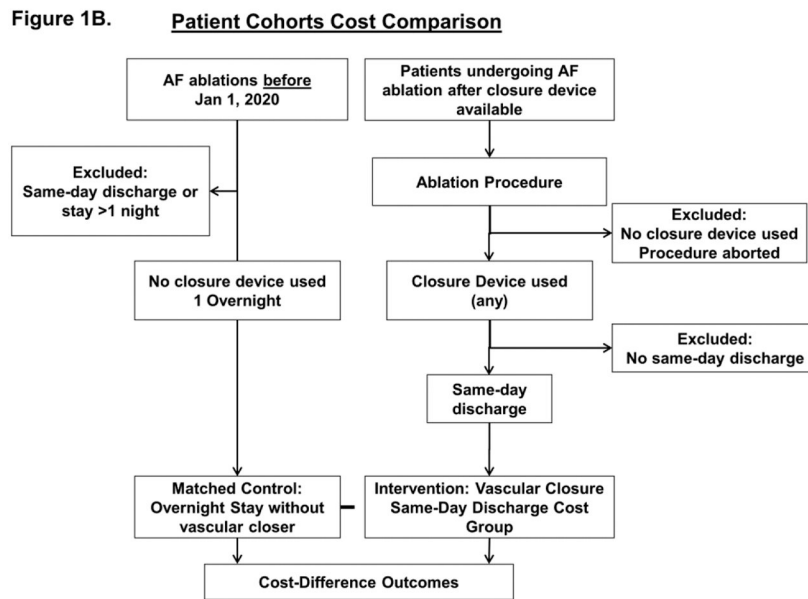 Figure 1B.
Patient Cohorts Cost Comparison
AF ablations before
Jan 1, 2020
Patients undergoing AF
ablation after closure device
available
Excluded:
Same-day discharge or
stay >1 night
Ablation Procedure
Excluded:
No closure device used
Procedure aborted
No closure device used
1 Overnight
Closure Device used
(any)
Excluded:
No same-day discharge
Same-day
discharge
Matched Control:
Overnight Stay without
vascular closer
Intervention: Vascular Closure
Same-Day Discharge Cost
Group
Cost-Difference Outcomes